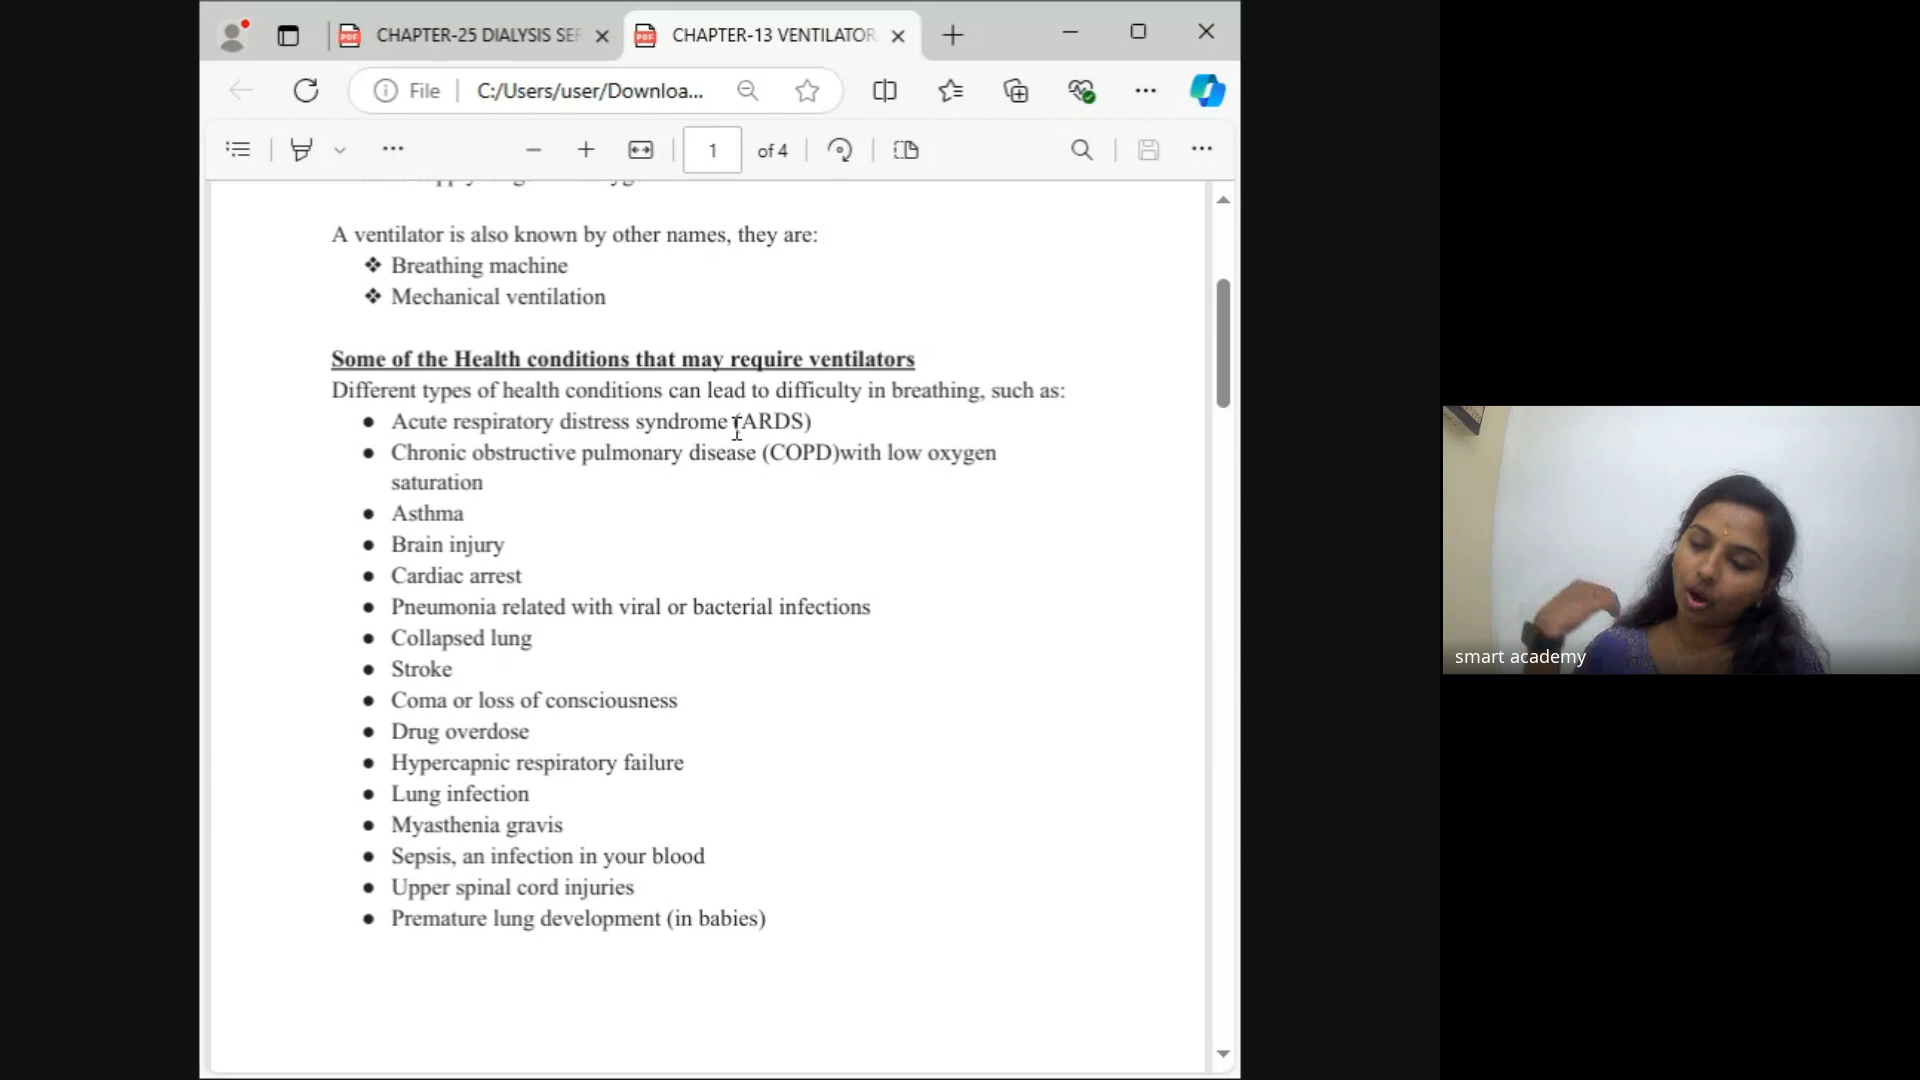 CHAPTER-25 DIALYSIS SER
CHAPTER-13 VENTILATOR
File
C:/Users/user/Downloa...
1 of 4
A ventilator is also known by other names, they are:
❖ Breathing machine
❖ Mechanical ventilation
Some of the Health conditions that may require ventilators
Different types of health conditions can lead to difficulty in breathing, such as:
● Acute respiratory distress syndrome (ARDS)
● Chronic obstructive pulmonary disease (COPD)with low oxygen
saturation
● Asthma
● Brain injury
● Cardiac arrest
● Pneumonia related with viral or bacterial infections
● Collapsed lung
● Stroke
● Coma or loss of consciousness
● Drug overdose
● Hypercapnic respiratory failure
● Lung infection
● Myasthenia gravis
● Sepsis, an infection in your blood
● Upper spinal cord injuries
● Premature lung development (in babies)
smart academy